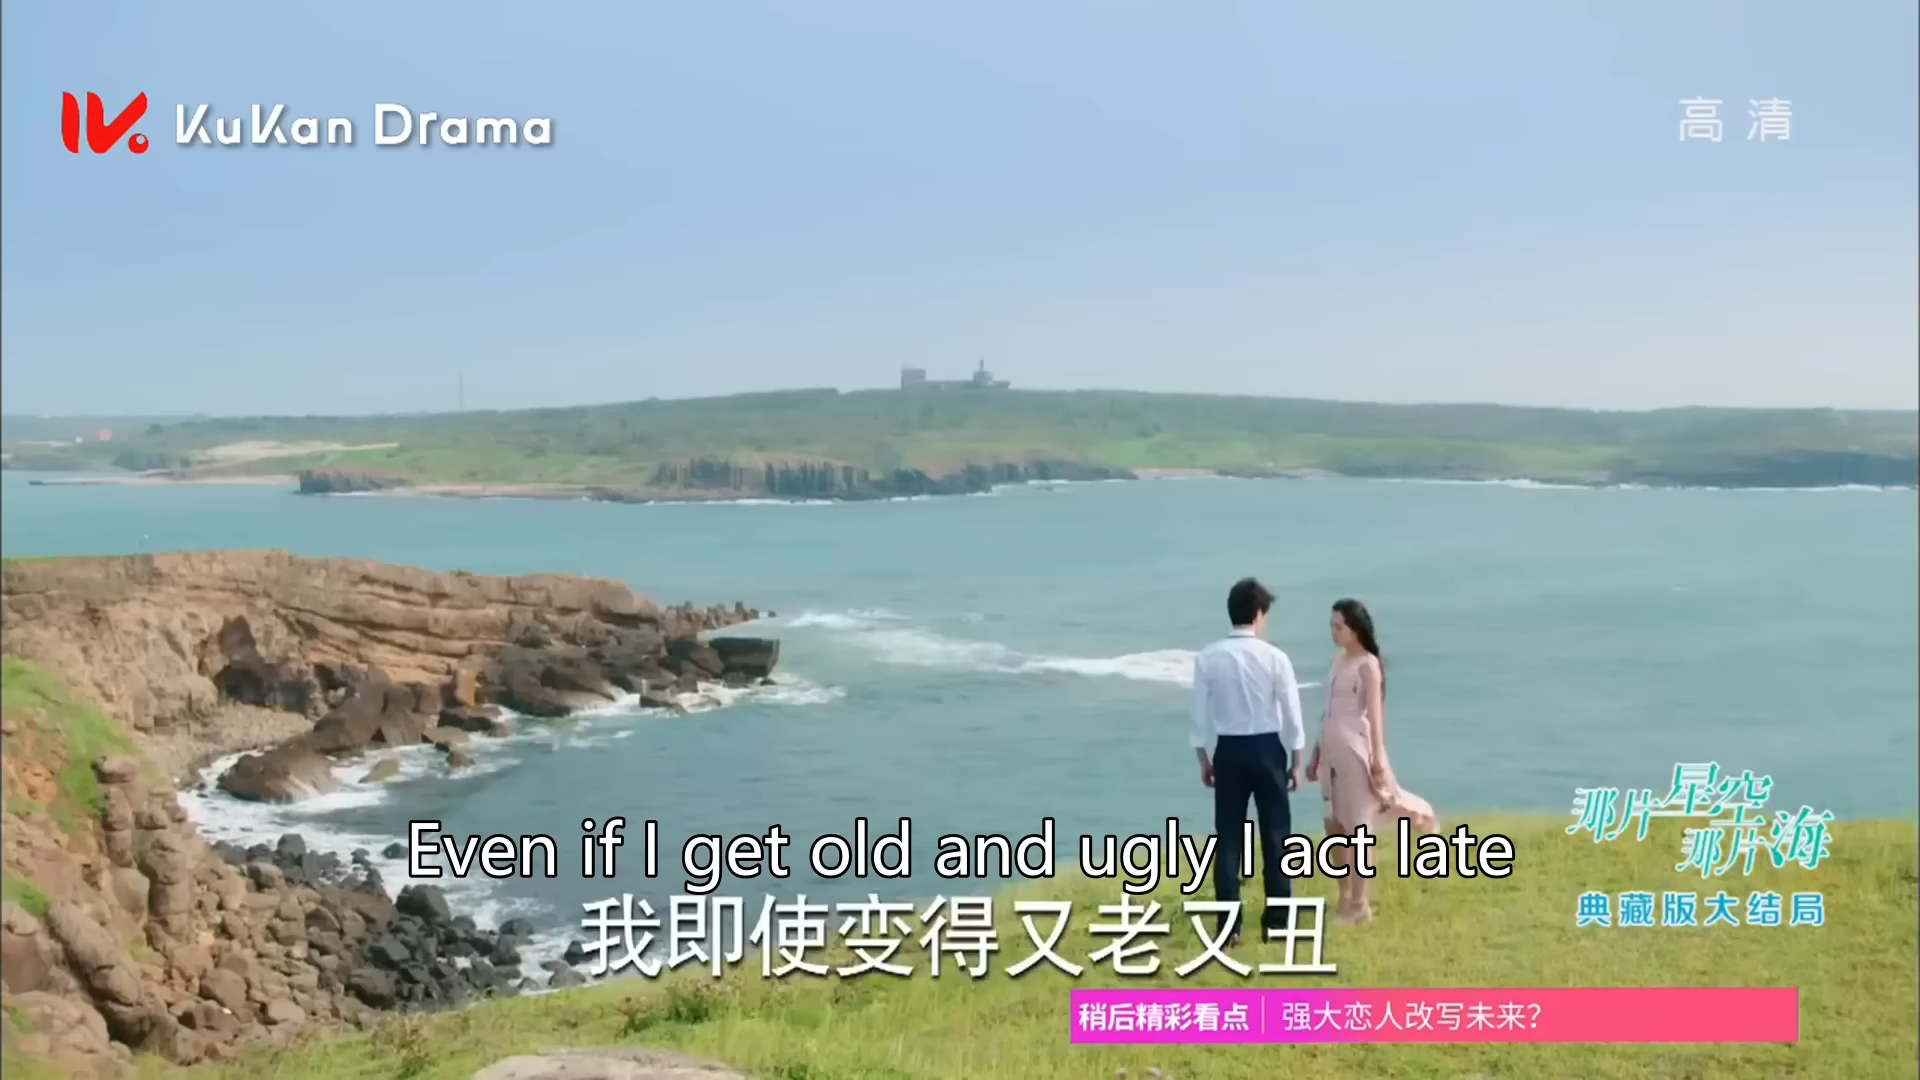 KuKan Drama
高清
那片星空
那片海
典藏版大结局
Even if I get old and ugly I act late
我即使变得又老又丑
稍后精彩看点 | 强大恋人改写未来?